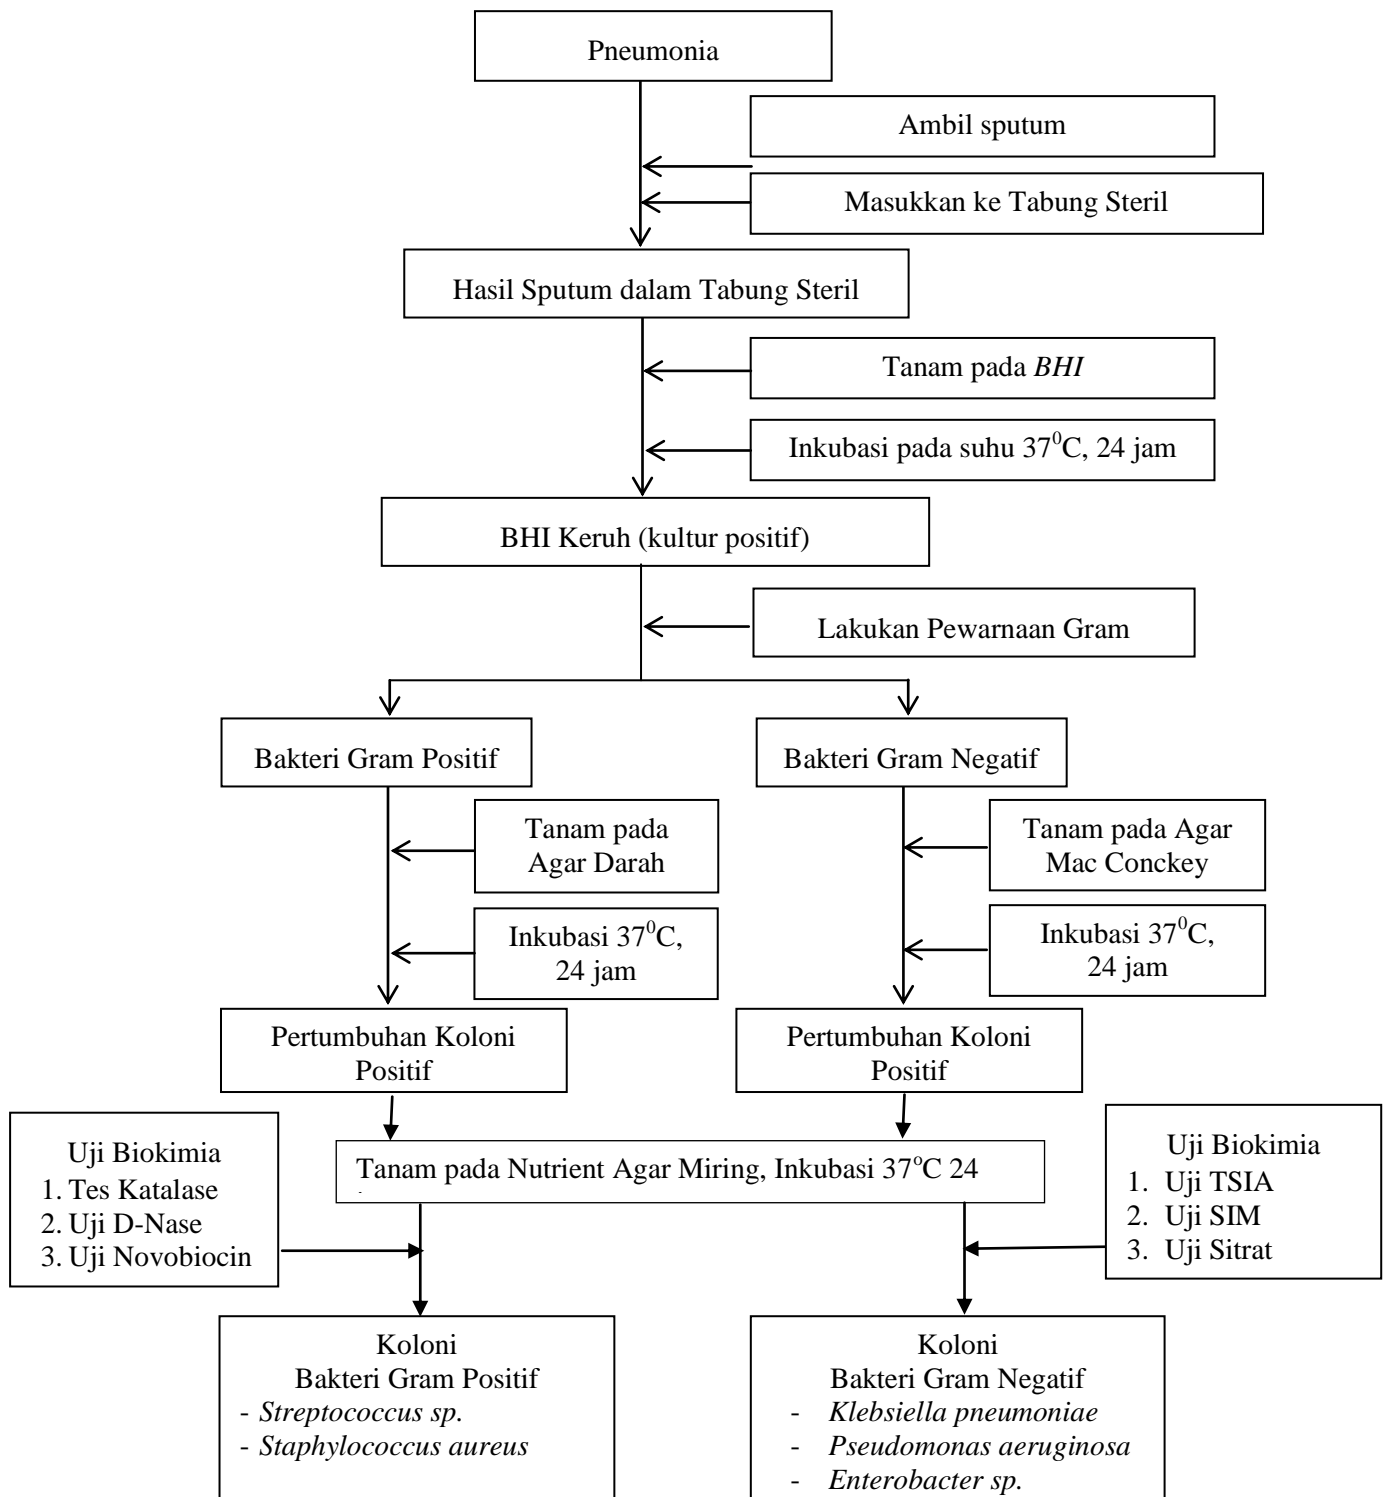 Pneumonia
Ambil sputum
Masukkan ke Tabung Steril
Hasil Sputum dalam Tabung Steril
Tanam pada BHI
Inkubasi pada suhu 37⁰C, 24 jam
BHI Keruh (kultur positif)
Lakukan Pewarnaan Gram
Bakteri Gram Positif
Bakteri Gram Negatif
Tanam pada
Agar Darah
Tanam pada Agar
Mac Conckey
Inkubasi 37⁰C,
24 jam
Inkubasi 37⁰C,
24 jam
Pertumbuhan Koloni
Positif
Pertumbuhan Koloni
Positif
Uji Biokimia
1. Tes Katalase
2. Uji D-Nase
3. Uji Novobiocin
Tanam pada Nutrient Agar Miring, Inkubasi 37ᵒC 24
Uji Biokimia
1. Uji TSIA
2. Uji SIM
3. Uji Sitrat
Koloni
Bakteri Gram Positif
- Streptococcus sp.
- Staphylococcus aureus
Koloni
Bakteri Gram Negatif
- Klebsiella pneumoniae
- Pseudomonas aeruginosa
- Enterobacter sp.